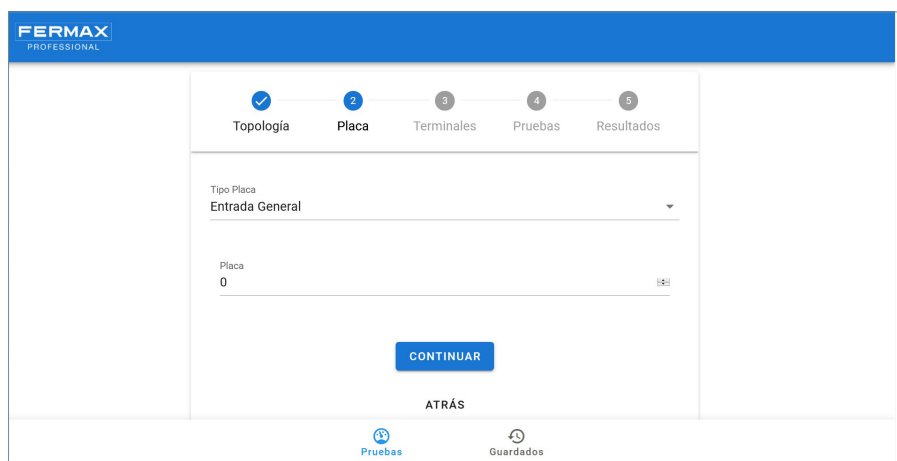 FERMAX
PROFESSIONAL
2
3
4
5
Topología
Placa
Terminales
Pruebas
Resultados
Tipo Placa
Entrada General
Placa
0
CONTINUAR
ATRÁS
Pruebas
Guardados